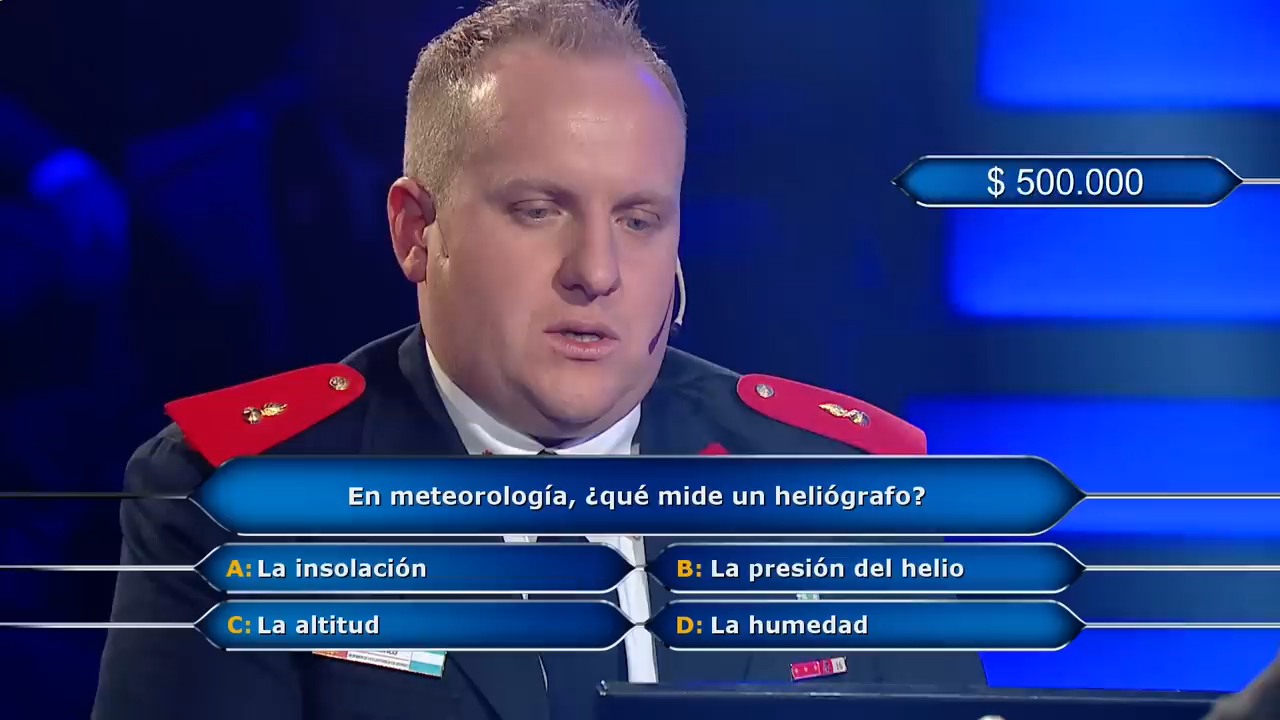 $ 500.000
En meteorología, ¿qué mide un heliógrafo?
A: La insolación
B: La presión del helio
C: La altitud
D: La humedad